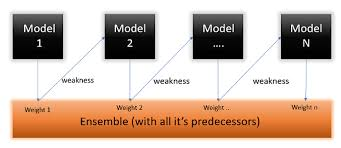 Model
1
Model
2
Model
....
Model
N
weakness
weakness
weakness
Weight 1
Weight 2
Weight ..
Weight n
Ensemble (with all it's predecessors)